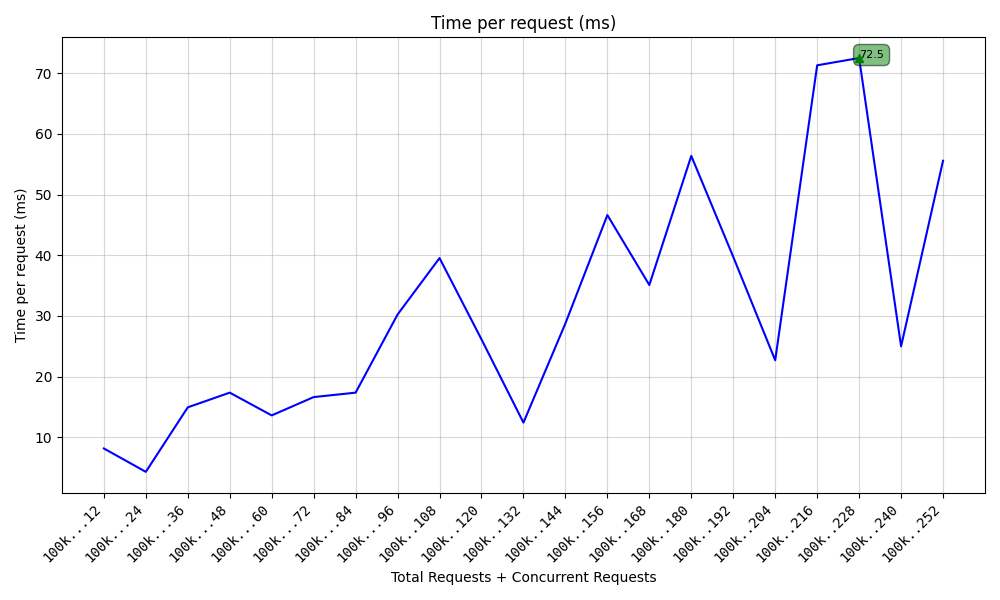 Time per request (ms)
72.5
Time per request (ms)
70
60
50
40
30
20
10
100k...12
100k...24
100k...36
100k...48
100k...60
100k...72
100k...84
100k...96
100k..108
100k..120
100k..132
100k..144
100k..156
100k..168
100k..180
100k..192
100k..204
100k..216
100k..228
100k..240
100k..252
Total Requests + Concurrent Requests